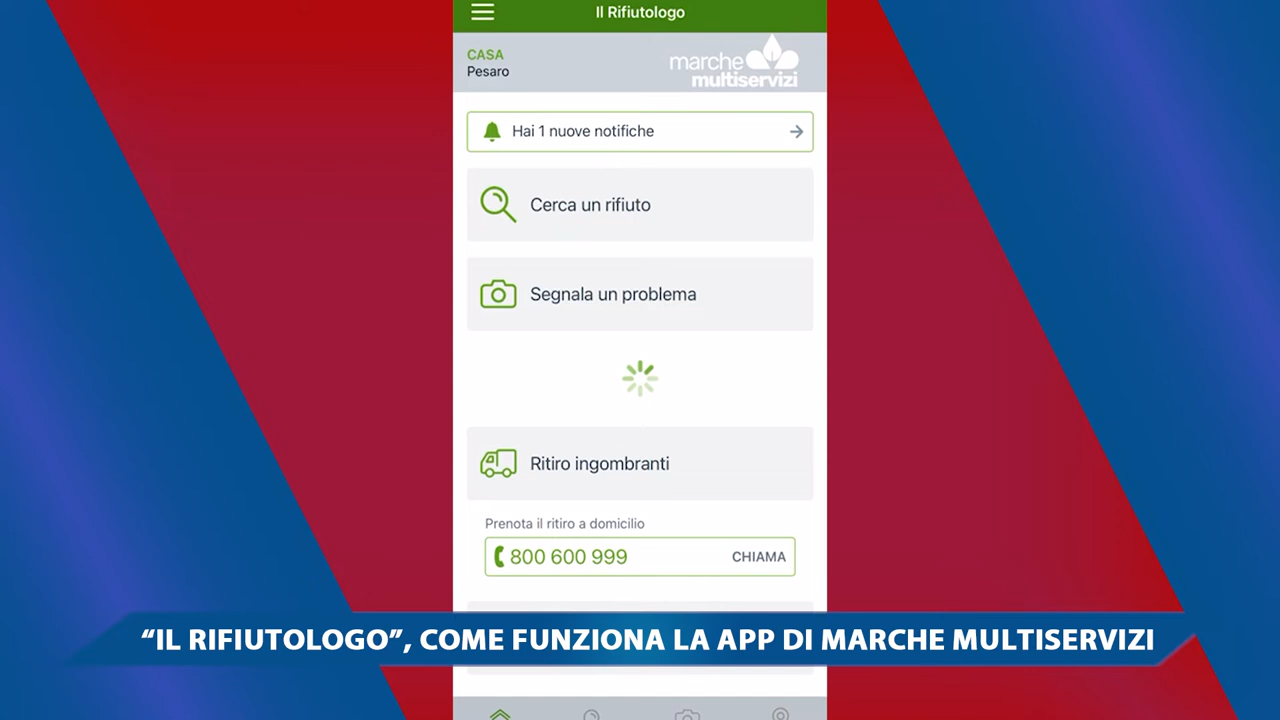 Il Rifiutologo
CASA
Pesaro
marche
multiservizi
Hai 1 nuove notifiche
Cerca un rifiuto
Segnala un problema
Ritiro ingombranti
Prenota il ritiro a domicilio
800 600 999 CHIAMA
“IL RIFIUTOLOGO”, COME FUNZIONA LA APP DI MARCHE MULTISERVIZI